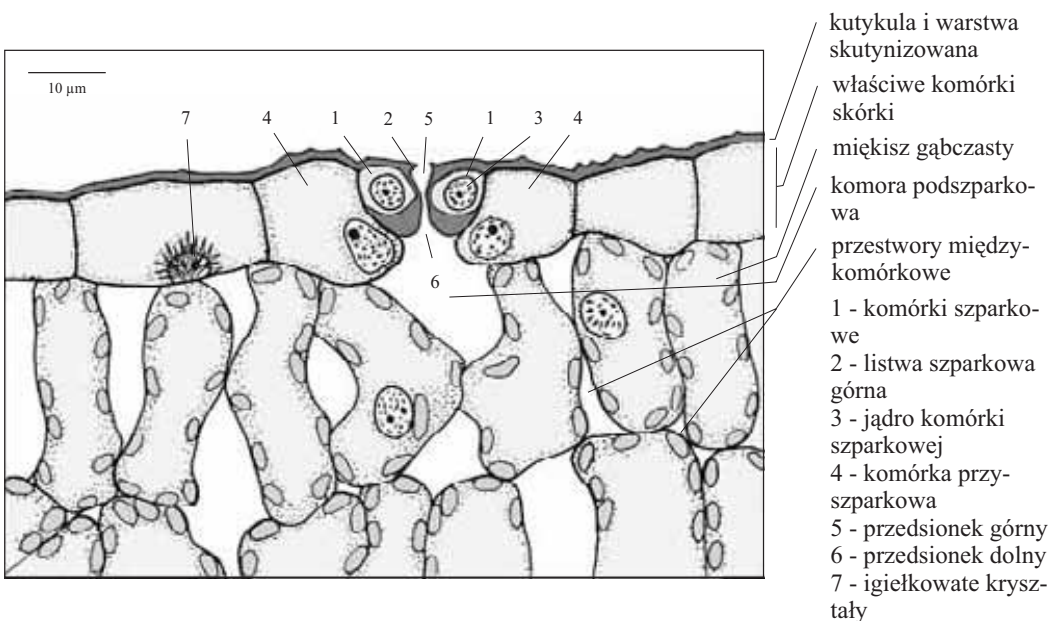 kutykula i warstwa
skutynizowana
właściwe komórki
skórki
miękisz gąbczasty
komora podszparko-
wa
przestwory między-
komórkowe
1 - komórki szparko-
we
2 - listwa szparkowa
górna
3 - jądro komórki
szparkowej
4 - komórka przy-
szparkowa
5 - przedsionek górny
6 - przedsionek dolny
7 - igiełkowate krysz-
tały
10 µm
7 4 1 2 5 1 3 4
6